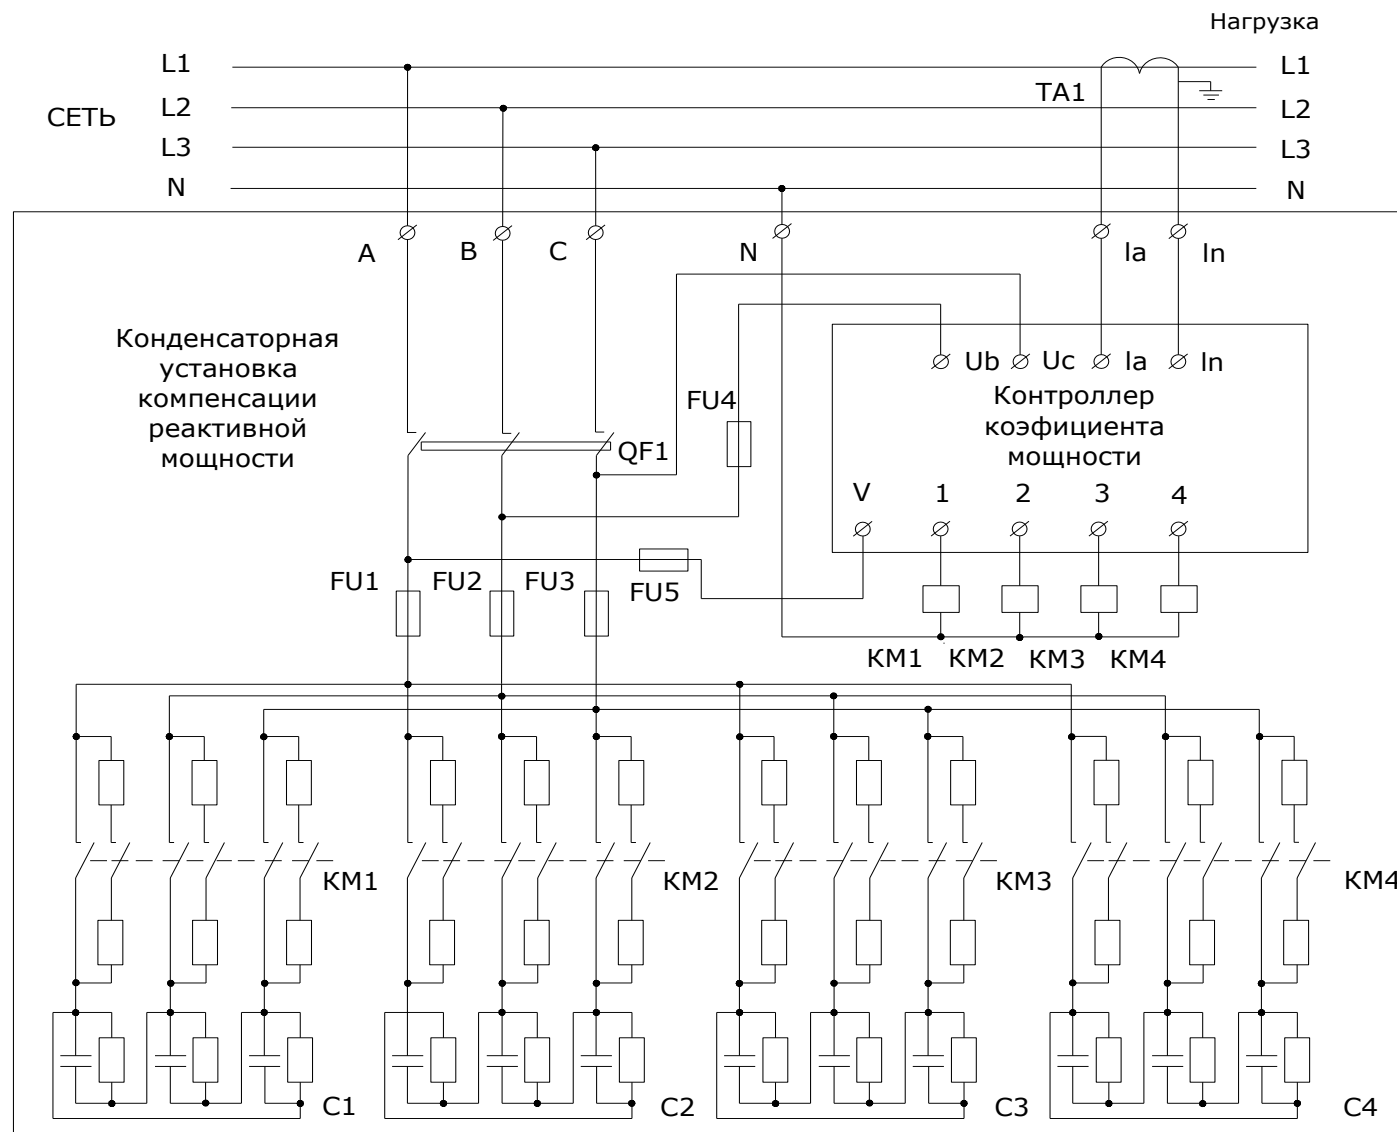 Нагрузка
L1
L1
TA1
L2
L2
СЕТЬ
L3
L3
N
N
A
B
C
N
Ia
In
Конденсаторная
установка
компенсации
реактивной
мощности
Ub
Uc
Ia
In
Контроллер
коэфициента
мощности
FU4
QF1
V
1
2
3
4
FU1
FU2
FU3
FU5
KM1
KM2
KM3
KM4
KM1
KM2
KM3
KM4
C1
C2
C3
C4